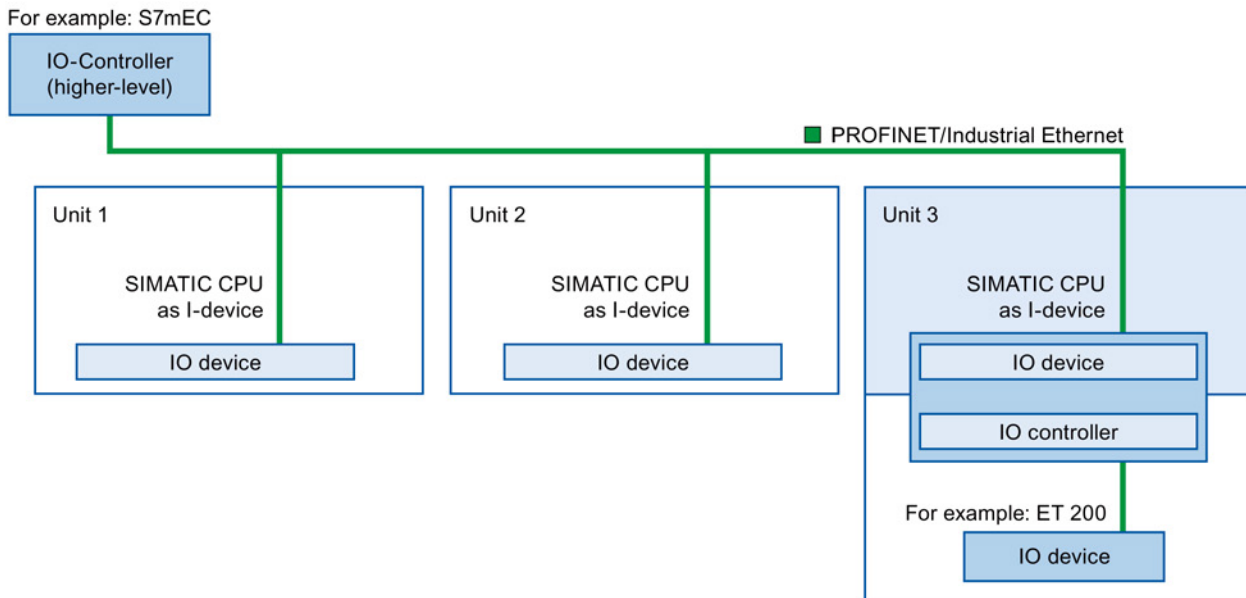 For example: S7mEC
IO-Controller
(higher-level)
PROFINET/Industrial Ethernet
Unit 1
SIMATIC CPU
as I-device
IO device
Unit 2
SIMATIC CPU
as I-device
IO device
Unit 3
SIMATIC CPU
as I-device
IO device
IO controller
For example: ET 200
IO device